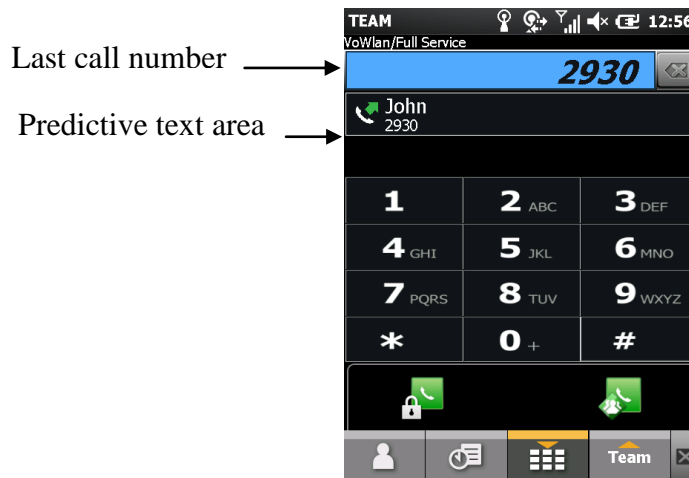 TEAM 12:56
VoWlan/Full Service
Last call number
2930
John
2930
Predictive text area
1 2 ABC 3 DEF
4 GHI 5 JKL 6 MNO
7 PQRS 8 TUV 9 WXYZ
* 0 + #
Team